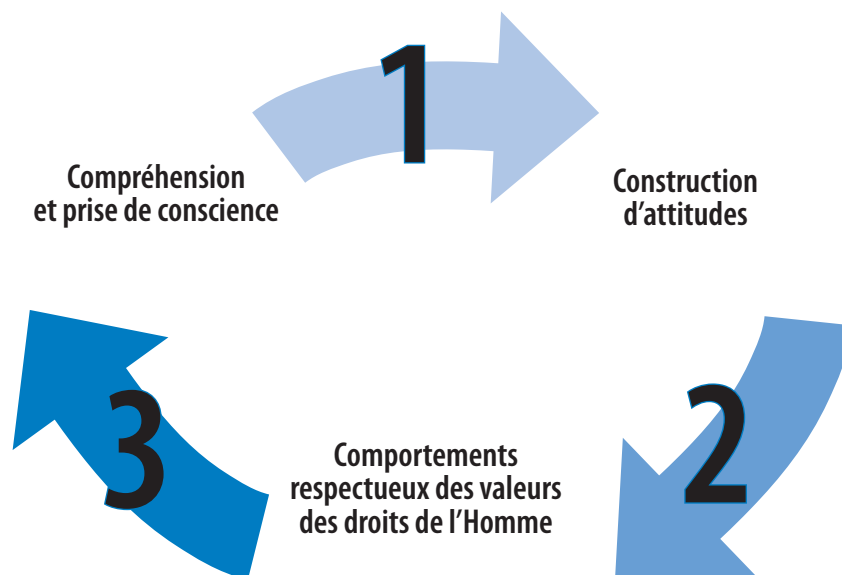 1
Compréhension
et prise de conscience
Construction
d’attitudes
2
3
Comportements
respectueux des valeurs
des droits de l’Homme